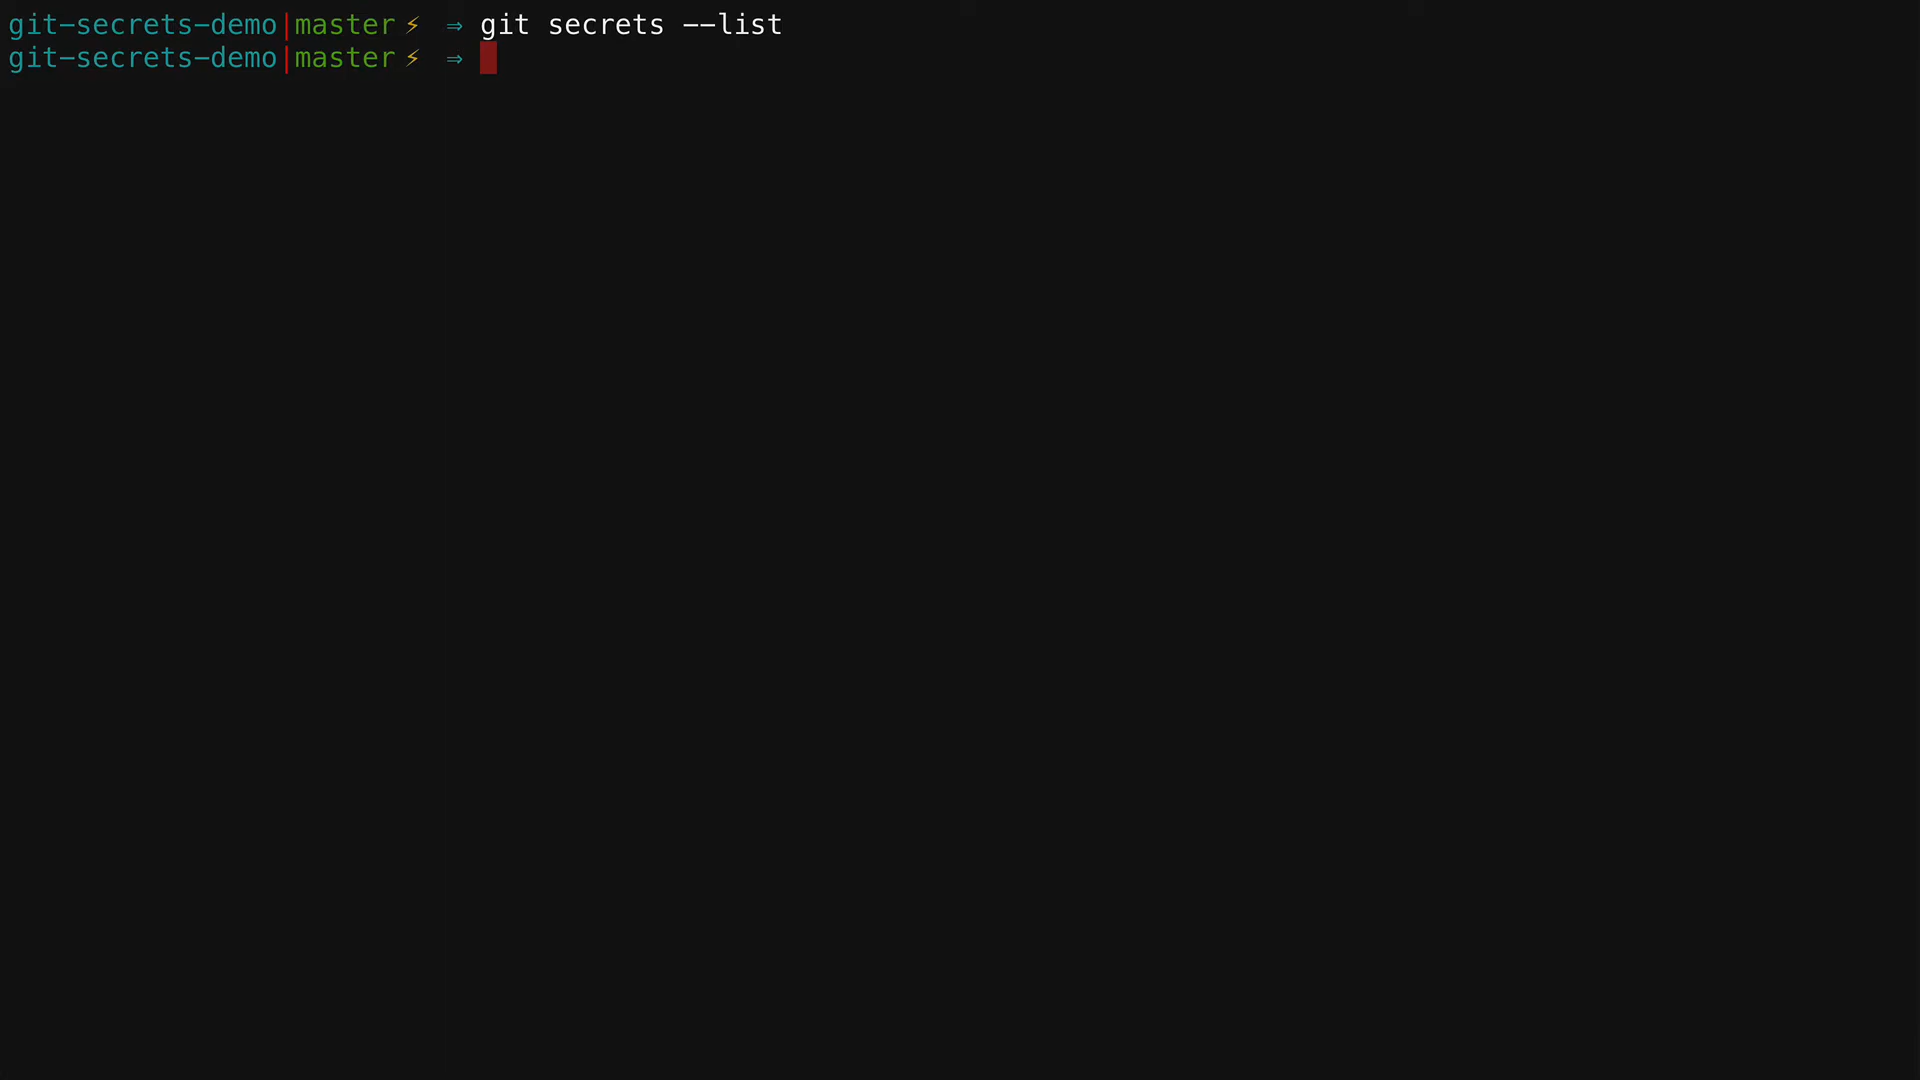 git-secrets-demo|master⚡ ⇒ git secrets --list
git-secrets-demo|master⚡ ⇒